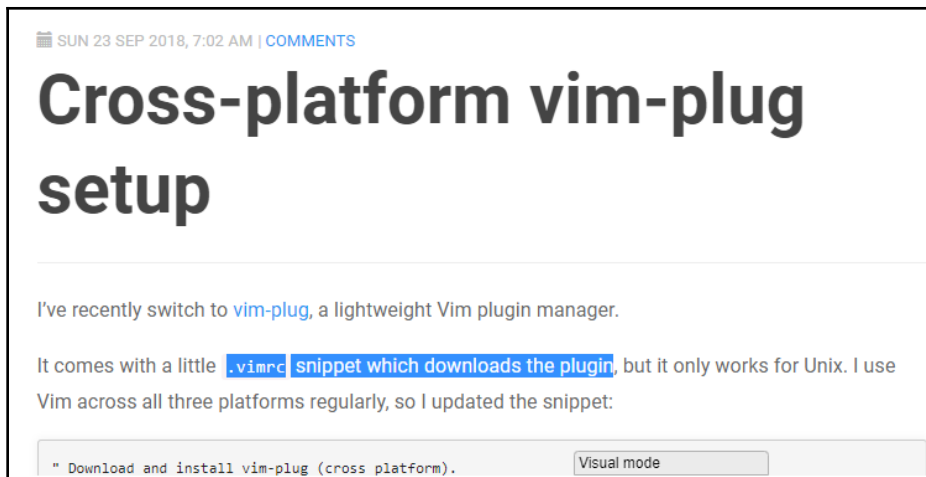 SUN 23 SEP 2018, 7:02 AM | COMMENTS
Cross-platform vim-plug
setup
I've recently switch to vim-plug, a lightweight Vim plugin manager.
It comes with a little .vimrc snippet which downloads the plugin, but it only works for Unix. I use
Vim across all three platforms regularly, so I updated the snippet:
" Download and install vim-plug (cross platform).
Visual mode